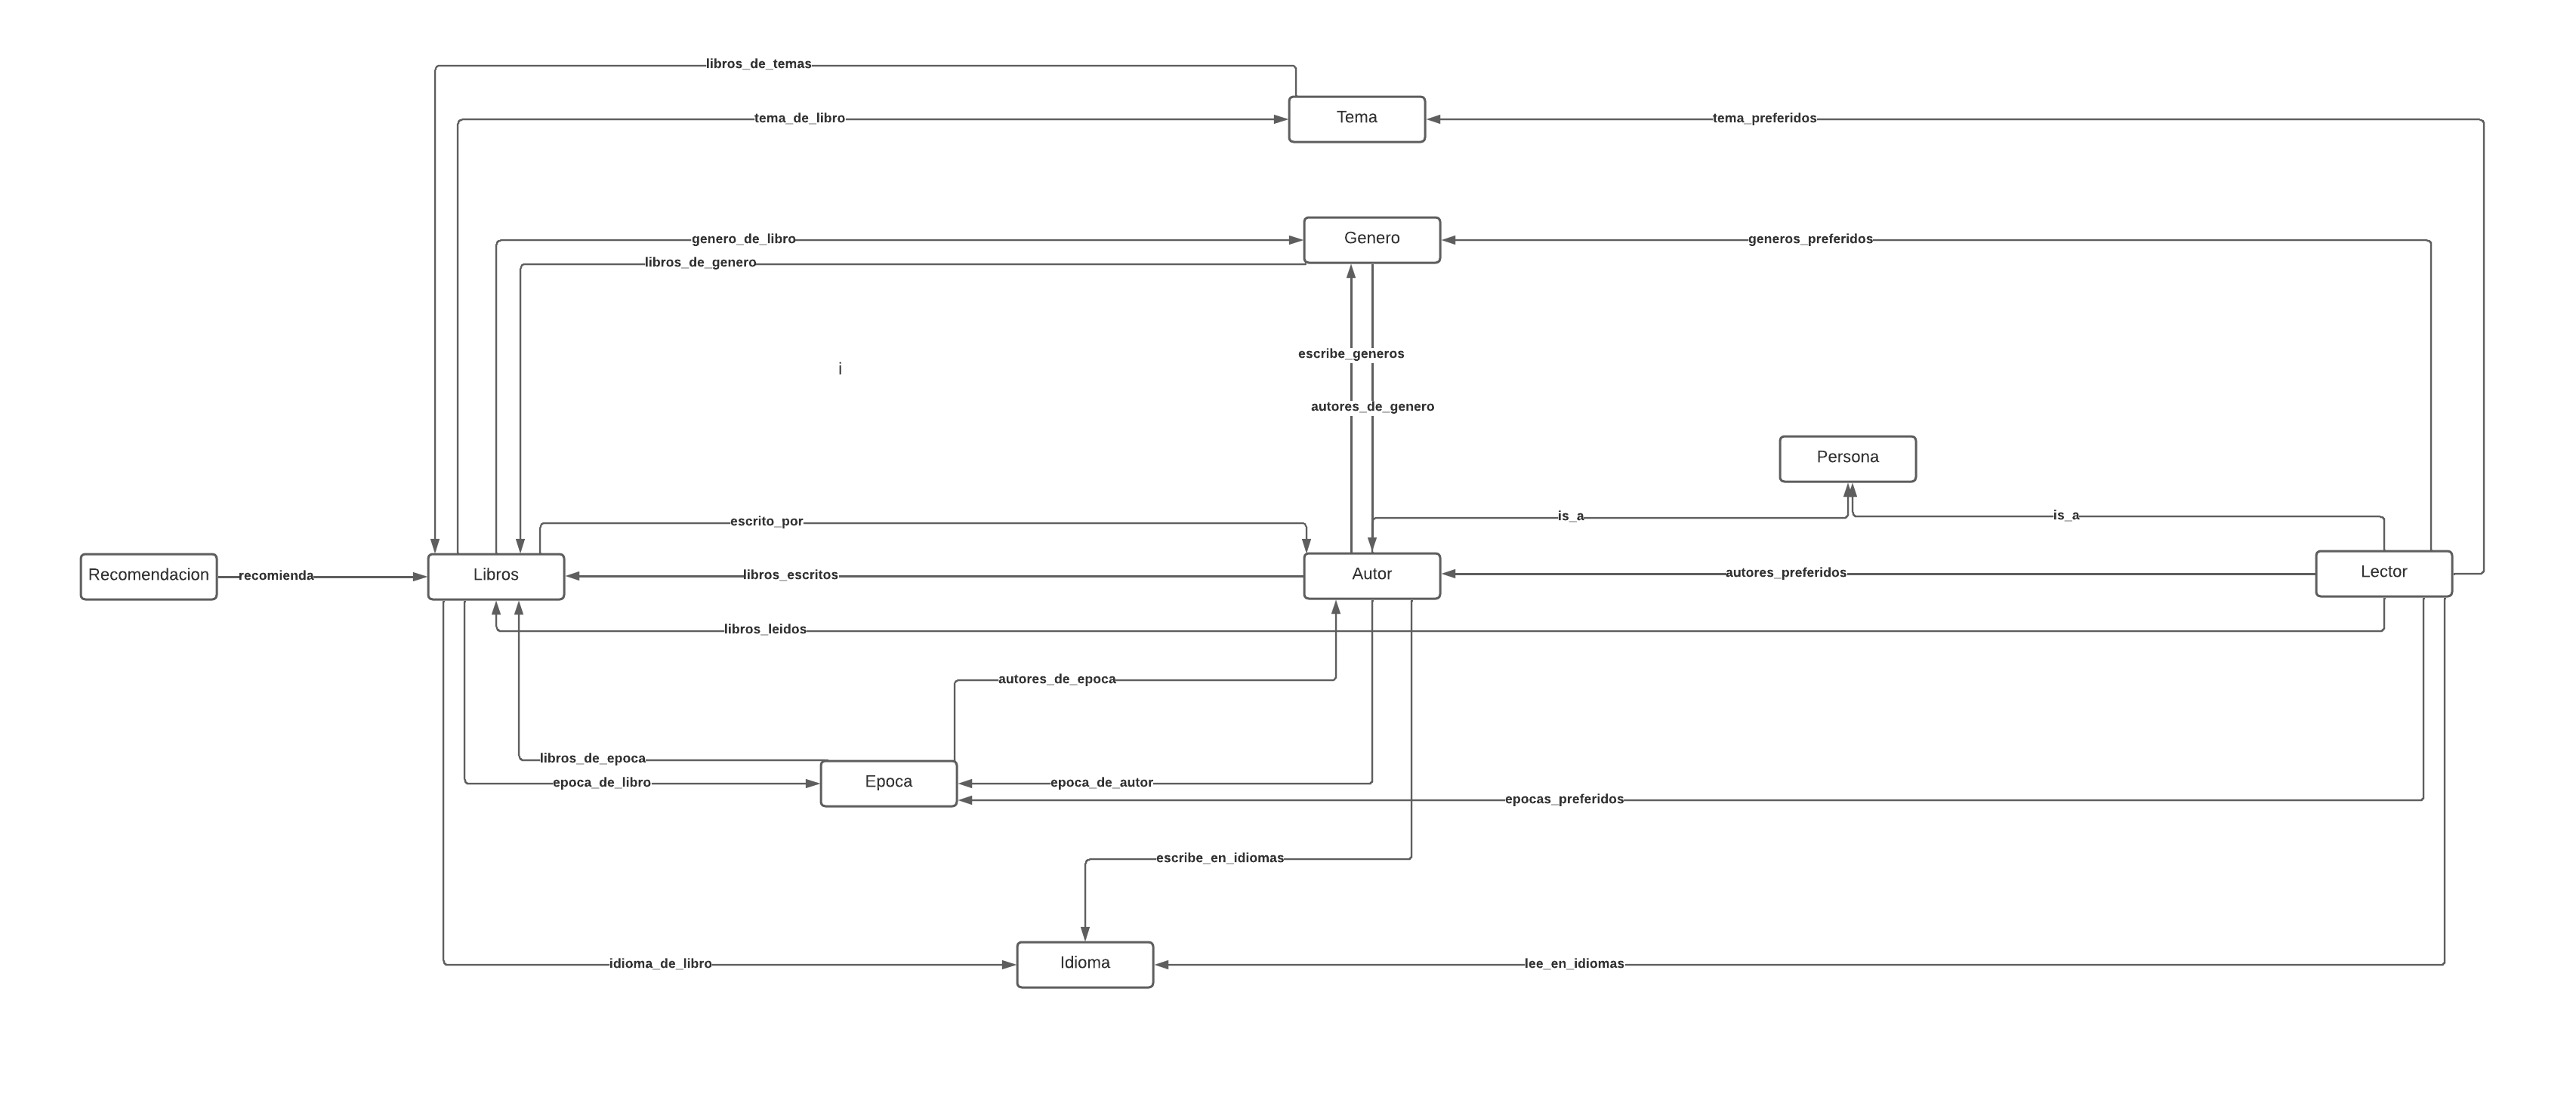 libros_de_temas
tema_de_libro
Tema
tema_preferidos
genero_de_libro
Genero
generos_preferidos
libros_de_genero
escribe_generos
i
autores_de_genero
Persona
escrito_por
is_a
is_a
Recomendacion
recomienda
Libros
libros_escritos
Autor
autores_preferidos
Lector
libros_leidos
autores_de_epoca
libros_de_epoca
epoca_de_libro
Epoca
epoca_de_autor
epocas_preferidos
escribe_en_idiomas
idioma_de_libro
Idioma
lee_en_idiomas